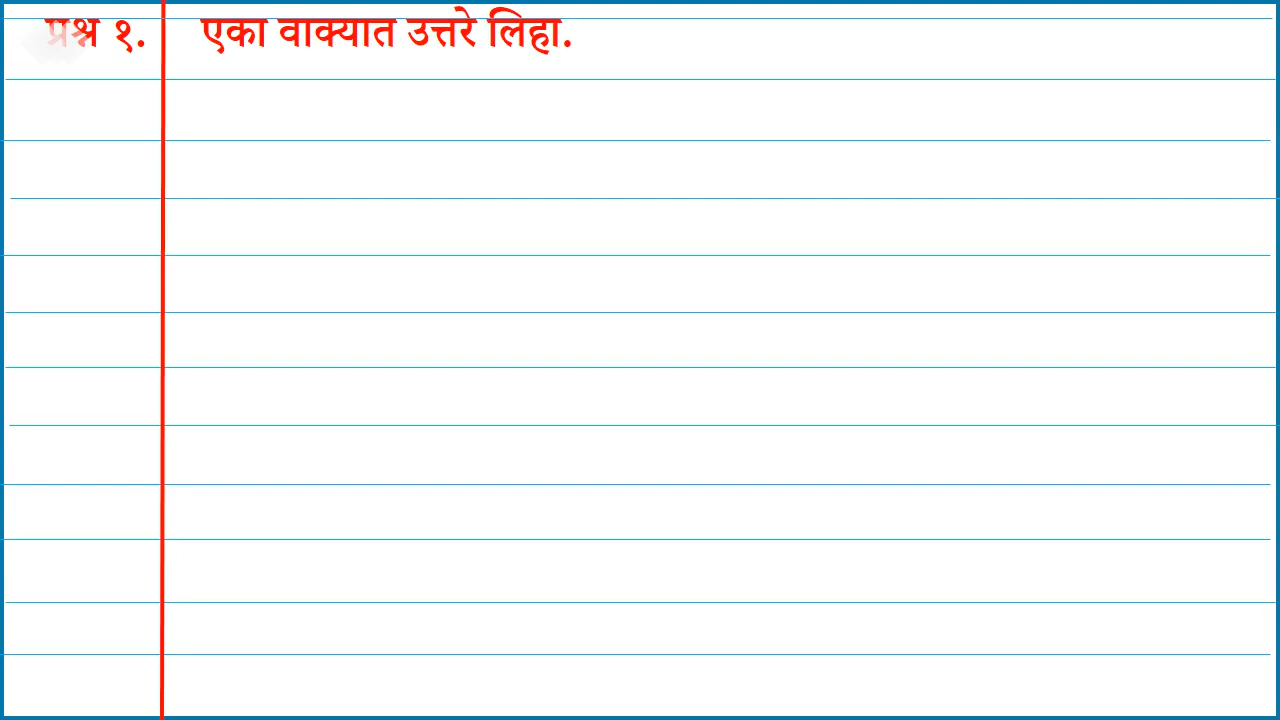 प्रश्न १. एका वाक्यात उत्तरे लिहा.